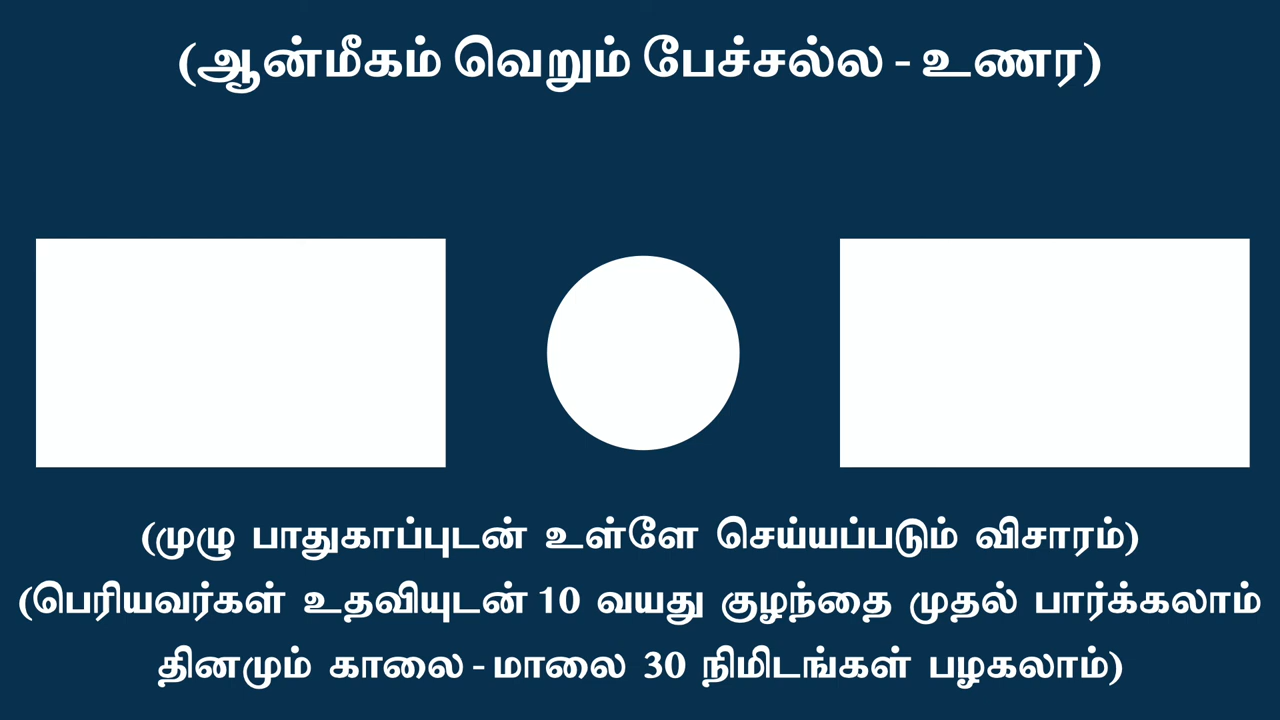 (ஆன்மீகம் வெறும் பேச்சல்ல - உணர)
(முழு பாதுகாப்புடன் உள்ளே செய்யப்படும் விசாரம்)
(பெரியவர்கள் உதவியுடன் 10 வயது குழந்தை முதல் பார்க்கலாம்
தினமும் காலை - மாலை 30 நிமிடங்கள் பழகலாம்)